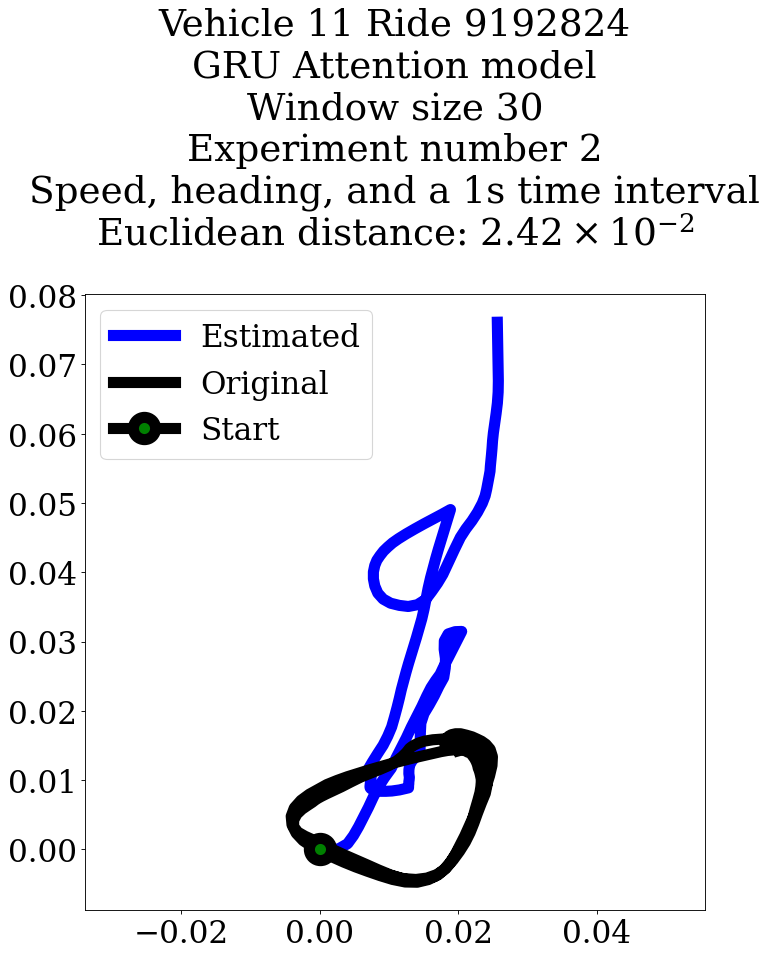 Vehicle 11 Ride 9192824
GRU Attention model
Window size 30
Experiment number 2
Speed, heading, and a 1s time interval
Euclidean distance: 2.42 × 10⁻²
0.08
0.07
0.06
0.05
0.04
0.03
0.02
0.01
0.00
Estimated
Original
Start
−0.02 0.00 0.02 0.04